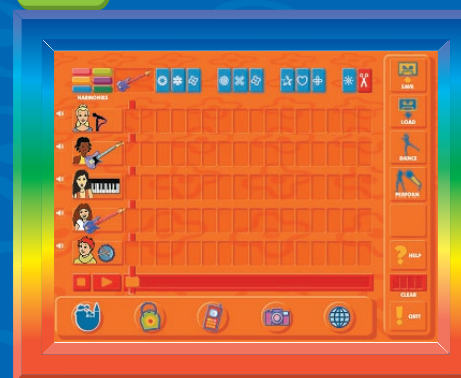 SAVE
HARMONIES
LOAD
DANCE
PERFORM
? HELP
CLEAR
! QUIT